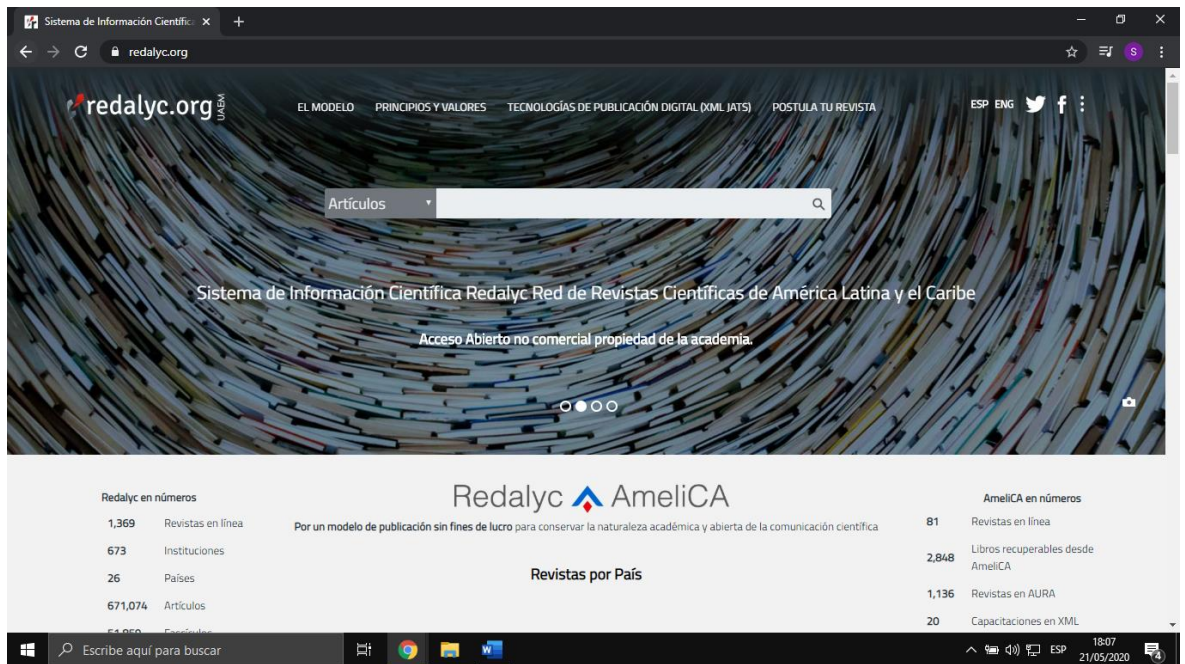 Sistema de Información Científic
redalyc.org
redalyc.org UAEM
EL MODELO PRINCIPIOS Y VALORES TECNOLOGÍAS DE PUBLICACIÓN DIGITAL (XML JATS) POSTULA TU REVISTA ESP ENG
Artículos
Sistema de Información Científica Redalyc Red de Revistas Científicas de América Latina y el Caribe
Acceso Abierto no comercial propiedad de la academia.
Redalyc en números
1,369 Revistas en línea
673 Instituciones
26 Países
671,074 Artículos
Redalyc AmeliCA
Por un modelo de publicación sin fines de lucro para conservar la naturaleza académica y abierta de la comunicación científica
Revistas por País
AmeliCA en números
81 Revistas en línea
2,848 Libros recuperables desde
AmeliCA
1,136 Revistas en AURA
20 Capacitaciones en XML
Escribe aquí para buscar
ESP
18:07
21/05/2020
4